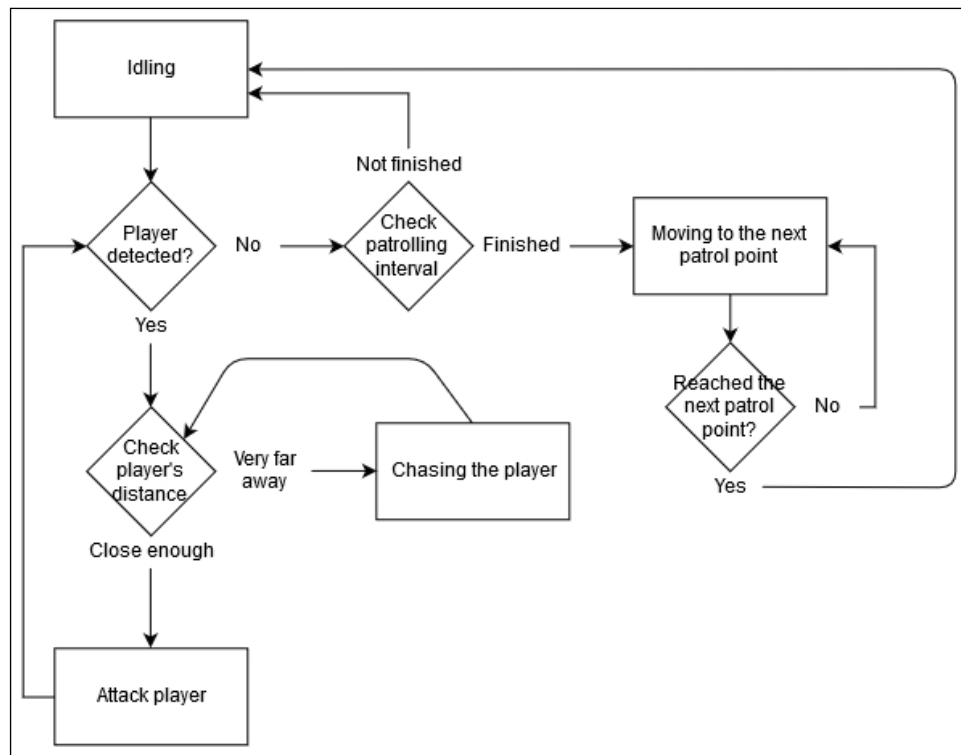 Idling
Not finished
Player
detected?
No
Check
patrolling
interval
Finished
Moving to the next
patrol point
Yes
Reached the
next patrol
point?
No
Yes
Check
player's
distance
Very far
away
Chasing the player
Close enough
Attack player